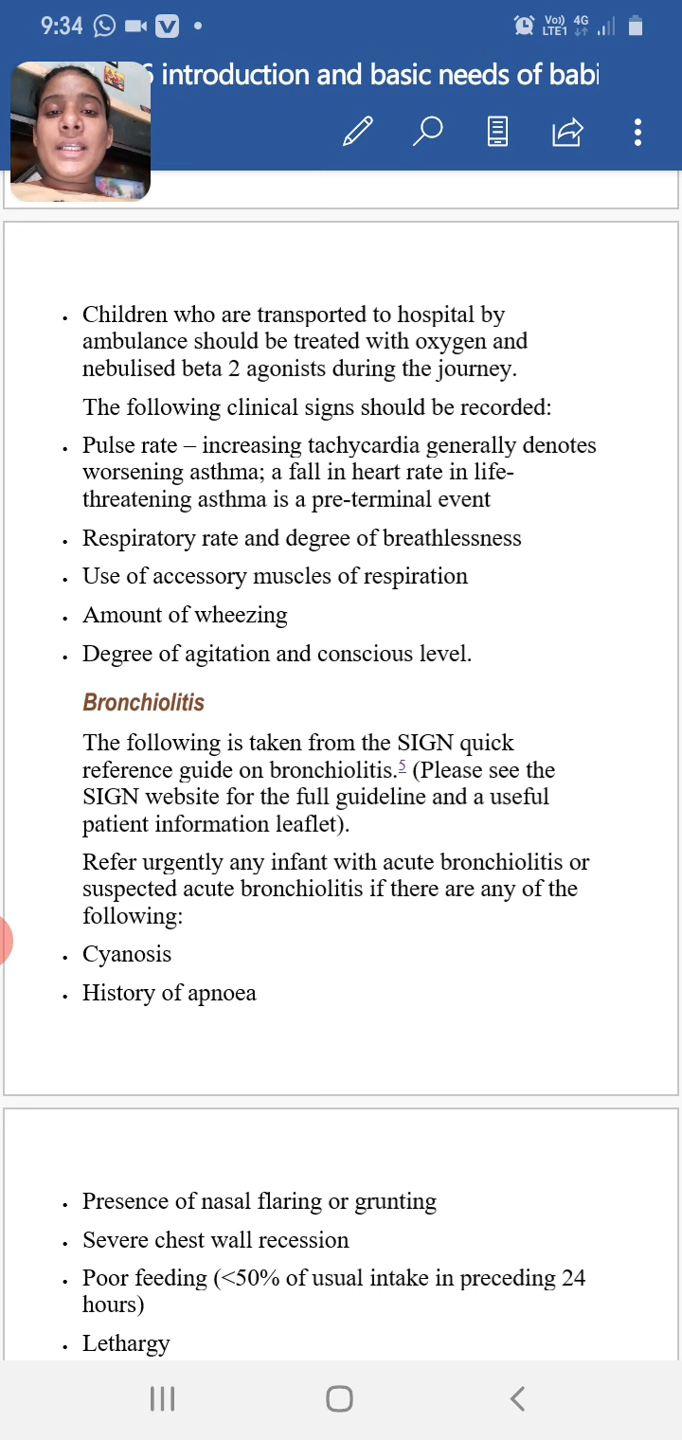 9:34
Vo)) 4G
LTE1
introduction and basic needs of babi
• Children who are transported to hospital by
ambulance should be treated with oxygen and
nebulised beta 2 agonists during the journey.
The following clinical signs should be recorded:
• Pulse rate – increasing tachycardia generally denotes
worsening asthma; a fall in heart rate in life-
threatening asthma is a pre-terminal event
• Respiratory rate and degree of breathlessness
• Use of accessory muscles of respiration
• Amount of wheezing
• Degree of agitation and conscious level.
Bronchiolitis
The following is taken from the SIGN quick
reference guide on bronchiolitis.5 (Please see the
SIGN website for the full guideline and a useful
patient information leaflet).
Refer urgently any infant with acute bronchiolitis or
suspected acute bronchiolitis if there are any of the
following:
• Cyanosis
• History of apnoea
• Presence of nasal flaring or grunting
• Severe chest wall recession
• Poor feeding (<50% of usual intake in preceding 24
hours)
• Lethargy